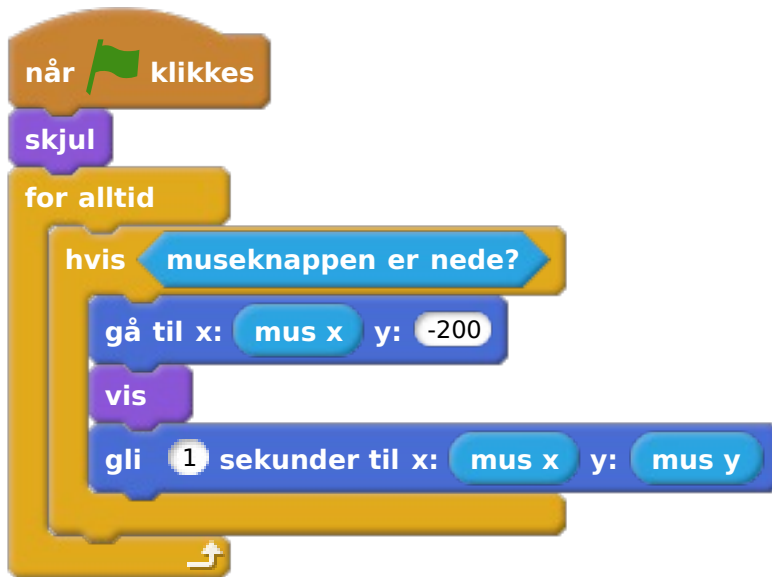 når klikkes
skjul
for alltid
hvis museknappen er nede?
gå til x: mus x y: -200
vis
gli 1 sekunder til x: mus x y: mus y